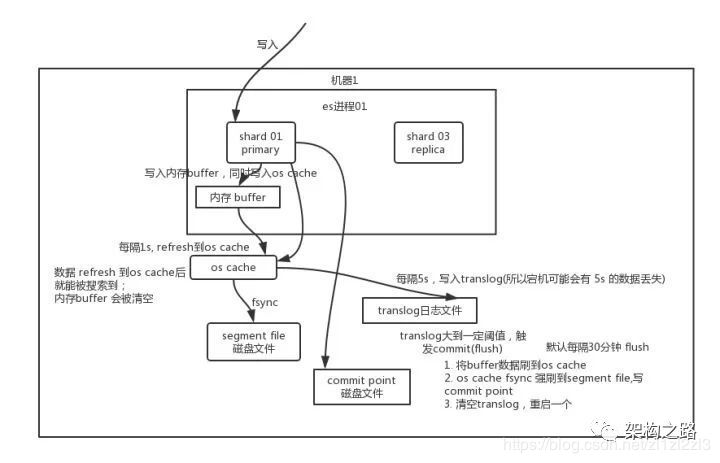 写入
机器1
es进程01
shard 01
primary
shard 03
replica
写入内存buffer，同时写入os cache
内存 buffer
每隔1s, refresh到os cache
os cache
数据 refresh 到os cache后
就能被搜索到；
内存buffer 会被清空
每隔5s，写入translog(所以宕机可能会有 5s 的数据丢失)
fsync
translog日志文件
segment file
磁盘文件
translog大到一定阈值，触
发commit(flush)
默认每隔30分钟 flush
commit point
磁盘文件
1. 将buffer数据刷到os cache
2. os cache fsync 强刷到segment file,写
commit point
3. 清空translog，重启一个
架构之路